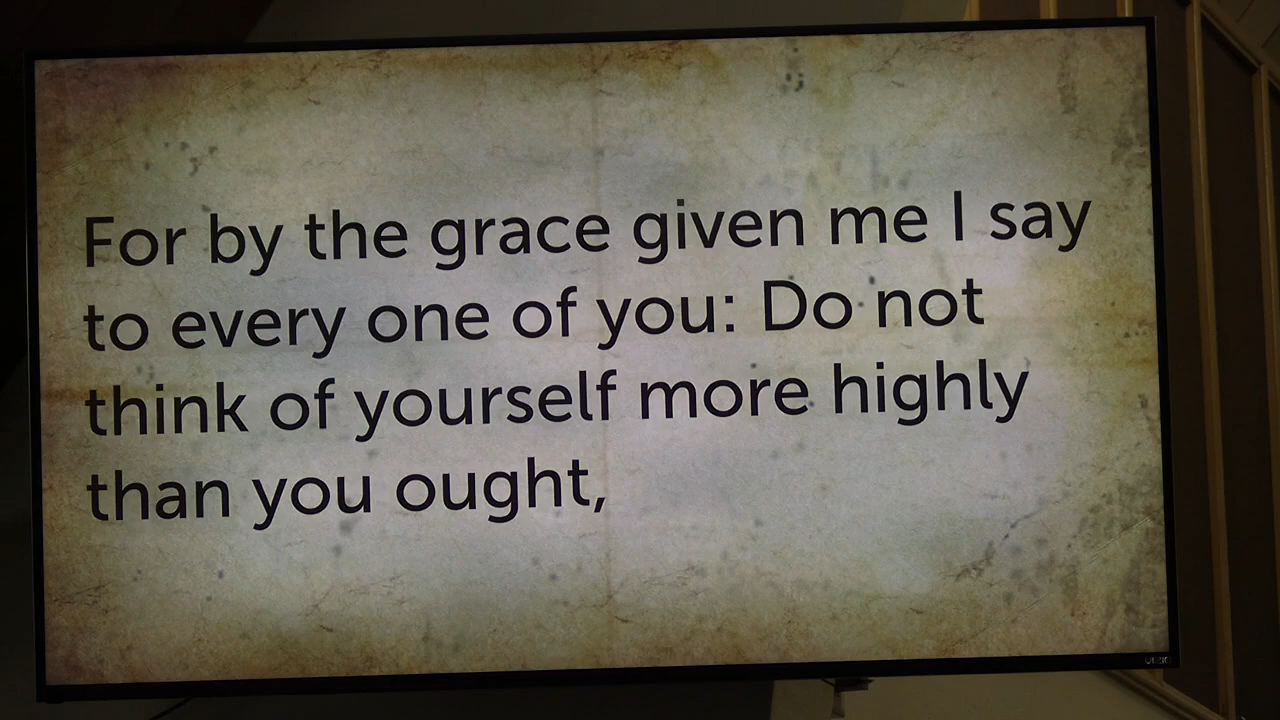 For by the grace given me I say
to every one of you: Do not
think of yourself more highly
than you ought,
VIZIO